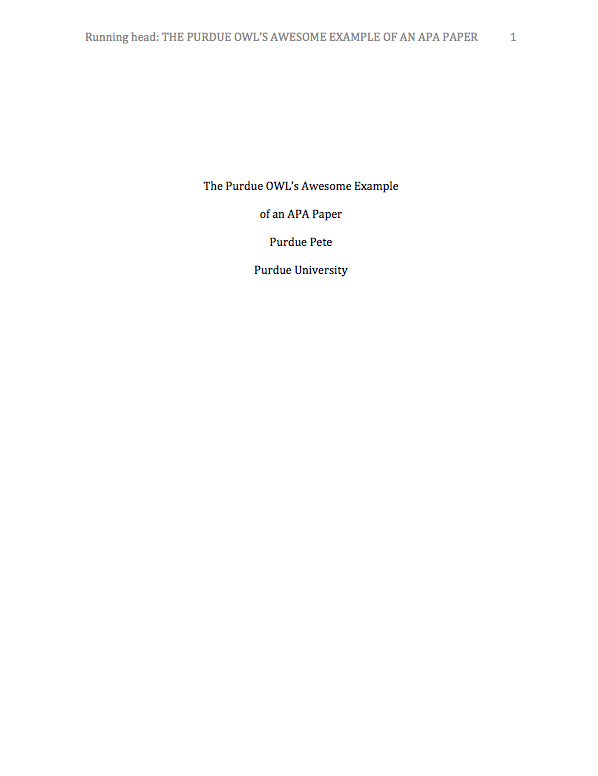 Running head: THE PURDUE OWL’S AWESOME EXAMPLE OF AN APA PAPER 1
The Purdue OWL’s Awesome Example
of an APA Paper
Purdue Pete
Purdue University